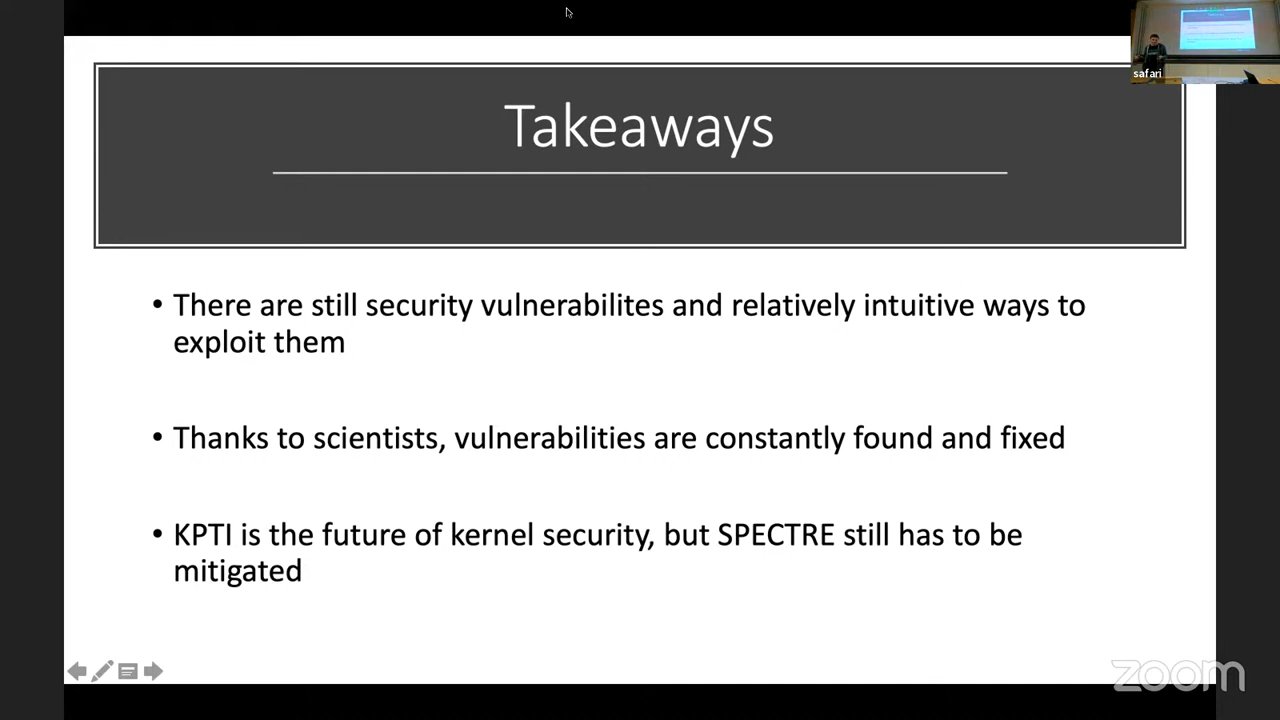 safari
Takeaways
• There are still security vulnerabilites and relatively intuitive ways to
exploit them
• Thanks to scientists, vulnerabilities are constantly found and fixed
• KPTI is the future of kernel security, but SPECTRE still has to be
mitigated
zoom